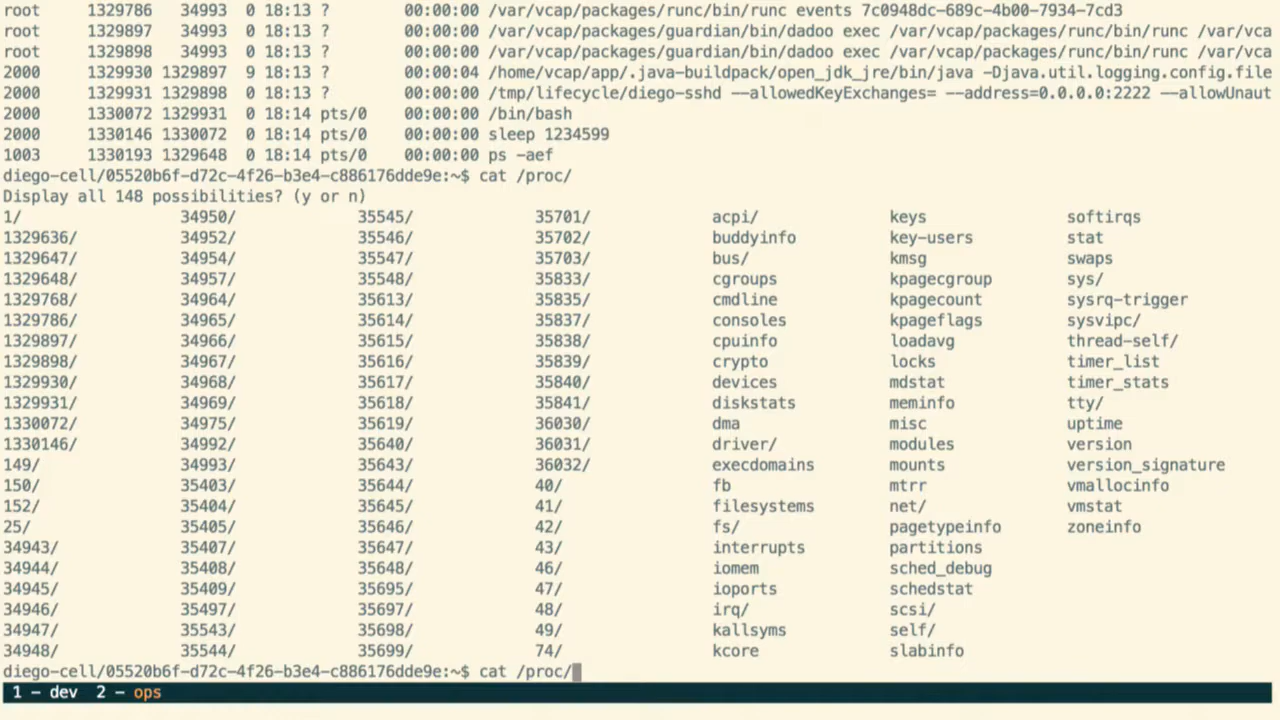 root     1329786   34993  0 18:13 ?        00:00:00 /var/vcap/packages/runc/bin/runc events 7c0948dc-689c-4b00-7934-7cd3
root     1329897   34993  0 18:13 ?        00:00:00 /var/vcap/packages/guardian/bin/dadoo exec /var/vcap/packages/runc/bin/runc /var/vca
root     1329898   34993  0 18:13 ?        00:00:00 /var/vcap/packages/guardian/bin/dadoo exec /var/vcap/packages/runc/bin/runc /var/vca
2000     1329930 1329897  9 18:13 ?        00:00:04 /home/vcap/app/.java-buildpack/open_jdk_jre/bin/java -Djava.util.logging.config.file
2000     1329931 1329898  0 18:13 ?        00:00:00 /tmp/lifecycle/diego-sshd --allowedKeyExchanges= --address=0.0.0.0:2222 --allowUnaut
2000     1330072 1329931  0 18:14 pts/0    00:00:00 /bin/bash
2000     1330146 1330072  0 18:14 pts/0    00:00:00 sleep 1234599
1003     1330193 1329648  0 18:14 pts/0    00:00:00 ps -aef
diego-cell/05520b6f-d72c-4f26-b3e4-c886176dde9e:~$ cat /proc/
Display all 148 possibilities? (y or n)
1/ 34950/ 35545/ 35701/ acpi/ keys softirqs
1329636/ 34952/ 35546/ 35702/ buddyinfo key-users stat
1329647/ 34954/ 35547/ 35703/ bus/ kmsg swaps
1329648/ 34957/ 35548/ 35833/ cgroups kpagecgroup sys/
1329768/ 34964/ 35613/ 35835/ cmdline kpagecount sysrq-trigger
1329786/ 34965/ 35614/ 35837/ consoles kpageflags sysvipc/
1329897/ 34966/ 35615/ 35838/ cpuinfo loadavg thread-self/
1329898/ 34967/ 35616/ 35839/ crypto locks timer_list
1329930/ 34968/ 35617/ 35840/ devices mdstat timer_stats
1329931/ 34969/ 35618/ 35841/ diskstats meminfo tty/
1330072/ 34975/ 35619/ 36030/ dma misc uptime
1330146/ 34992/ 35640/ 36031/ driver/ modules version
149/ 34993/ 35643/ 36032/ execdomains mounts version_signature
150/ 35403/ 35644/ 40/ fb mtrr vmallocinfo
152/ 35404/ 35645/ 41/ filesystems net/ vmstat
25/ 35405/ 35646/ 42/ fs/ pagetypeinfo zoneinfo
34943/ 35407/ 35647/ 43/ interrupts partitions
34944/ 35408/ 35648/ 46/ iomem sched_debug
34945/ 35409/ 35695/ 47/ ioports schedstat
34946/ 35497/ 35697/ 48/ irq/ scsi/
34947/ 35543/ 35698/ 49/ kallsyms self/
34948/ 35544/ 35699/ 74/ kcore slabinfo
diego-cell/05520b6f-d72c-4f26-b3e4-c886176dde9e:~$ cat /proc/
1 - dev  2 - ops